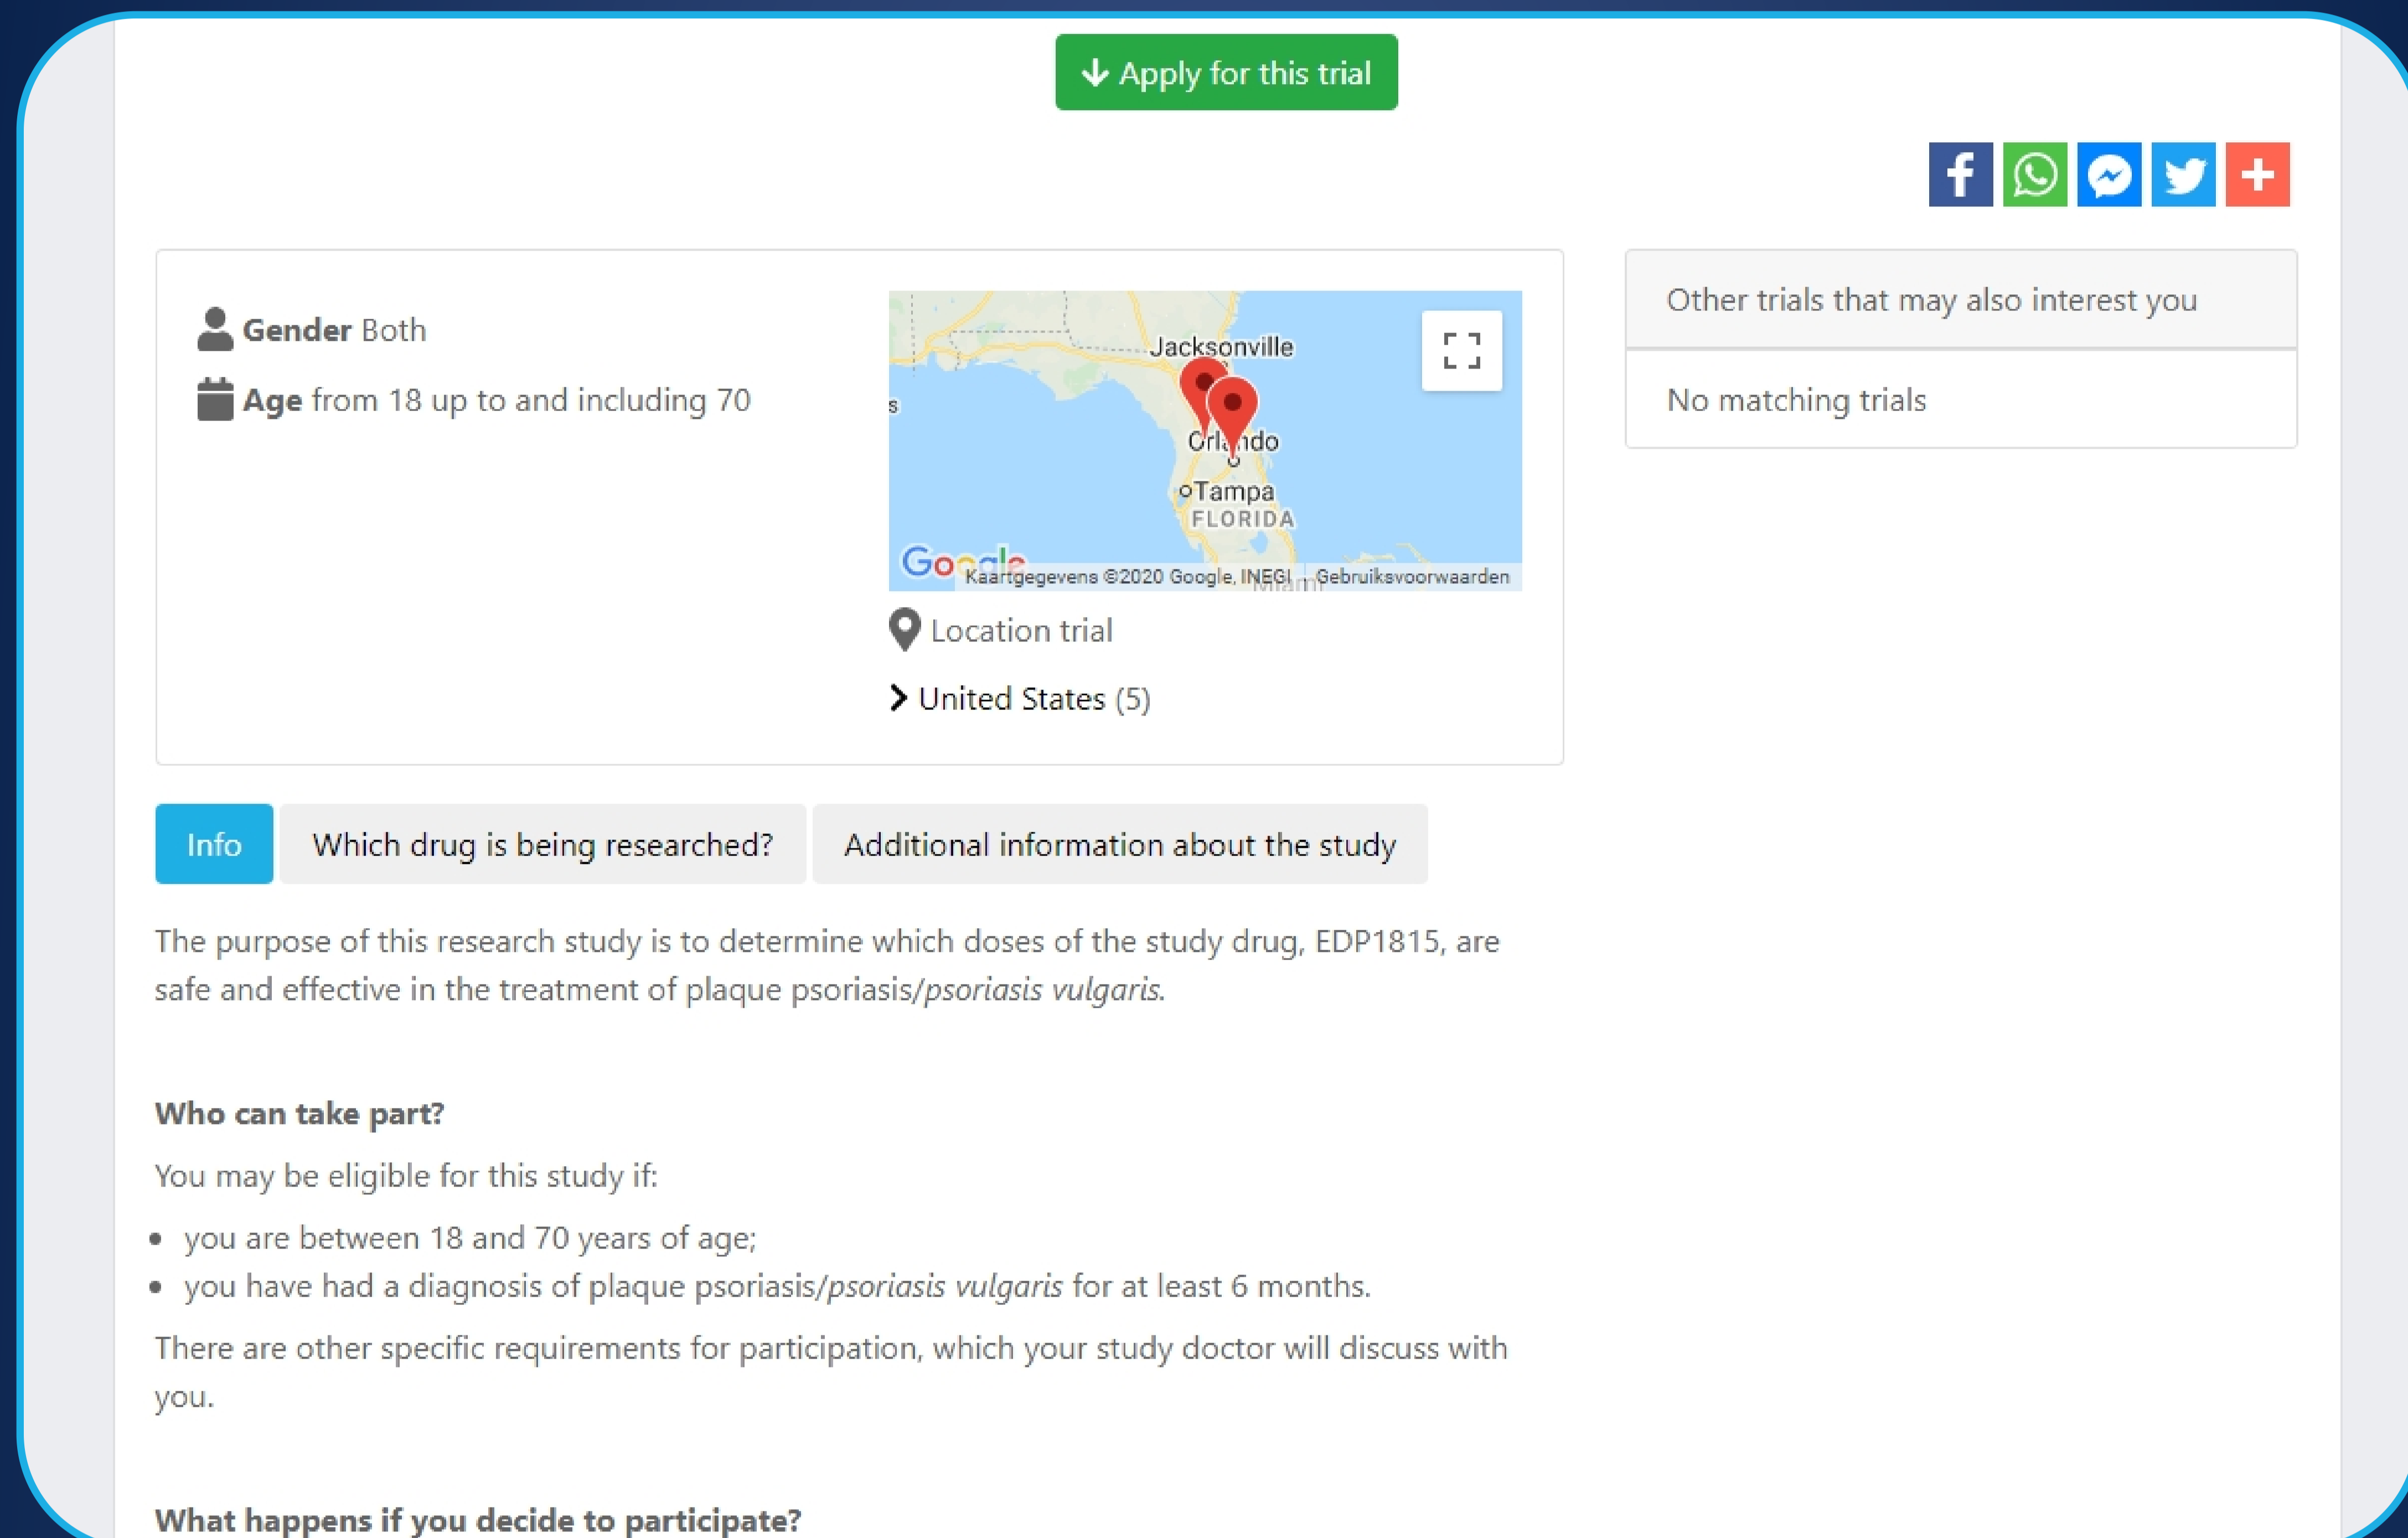 Apply for this trial
Gender Both
Age from 18 up to and including 70
Jacksonville
s
Orlando
Tampa
FLORIDA
Miami
Google
Kaartgegevens ©2020 Google, INEGI
Gebruiksvoorwaarden
Location trial
United States (5)
Other trials that may also interest you
No matching trials
Info
Which drug is being researched?
Additional information about the study
The purpose of this research study is to determine which doses of the study drug, EDP1815, are
safe and effective in the treatment of plaque psoriasis/psoriasis vulgaris.
Who can take part?
You may be eligible for this study if:
• you are between 18 and 70 years of age;
• you have had a diagnosis of plaque psoriasis/psoriasis vulgaris for at least 6 months.
There are other specific requirements for participation, which your study doctor will discuss with
you.
What happens if you decide to participate?